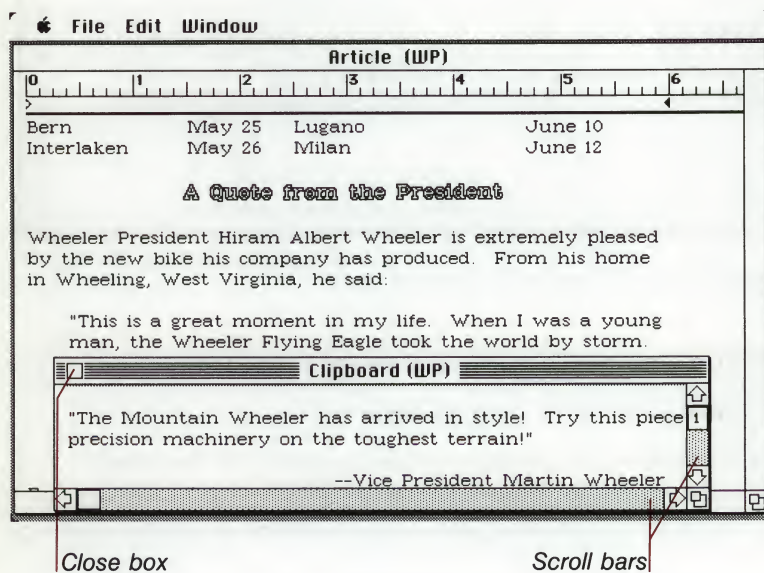 File Edit Window
Article (WP)
0 1 2 3 4 5 6
Bern May 25 Lugano June 10
Interlaken May 26 Milan June 12
A Quote from the President
Wheeler President Hiram Albert Wheeler is extremely pleased
by the new bike his company has produced. From his home
in Wheeling, West Virginia, he said:
"This is a great moment in my life. When I was a young
man, the Wheeler Flying Eagle took the world by storm.
Clipboard (WP)
"The Mountain Wheeler has arrived in style! Try this piece
1
precision machinery on the toughest terrain!"
--Vice President Martin Wheeler
Close box Scroll bars